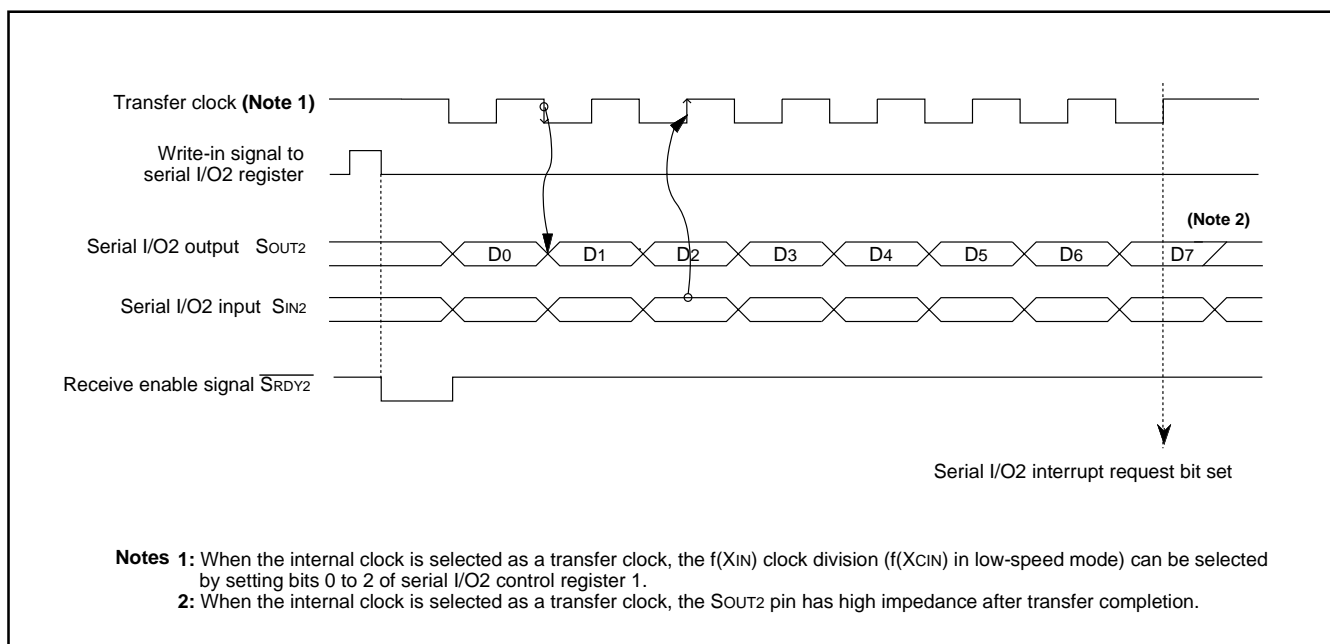 Transfer clock (Note 1)
Write-in signal to
serial I/O2 register
(Note 2)
Serial I/O2 output SOUT2
D0 D1 D2 D3 D4 D5 D6 D7
Serial I/O2 input SIN2
Receive enable signal SRDY2
Serial I/O2 interrupt request bit set
Notes 1: When the internal clock is selected as a transfer clock, the f(XIN) clock division (f(XCIN) in low-speed mode) can be selected
by setting bits 0 to 2 of serial I/O2 control register 1.
2: When the internal clock is selected as a transfer clock, the SOUT2 pin has high impedance after transfer completion.